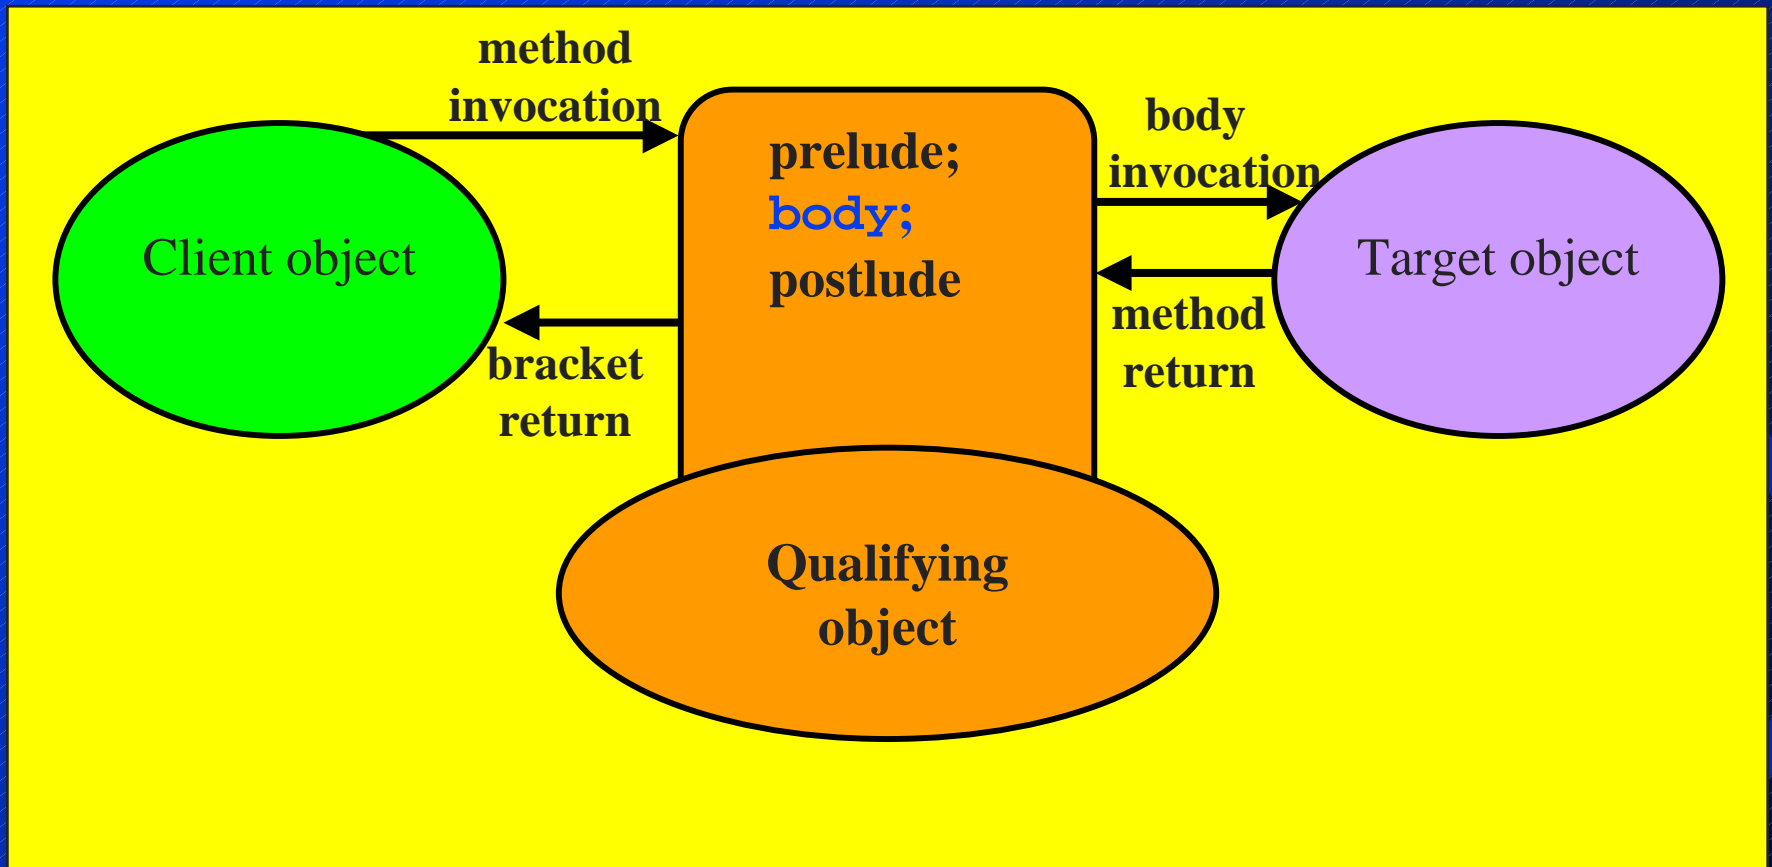 method
invocation
Client object
bracket
return
prelude;
body;
postlude
body
invocation
method
return
Target object
Qualifying
object